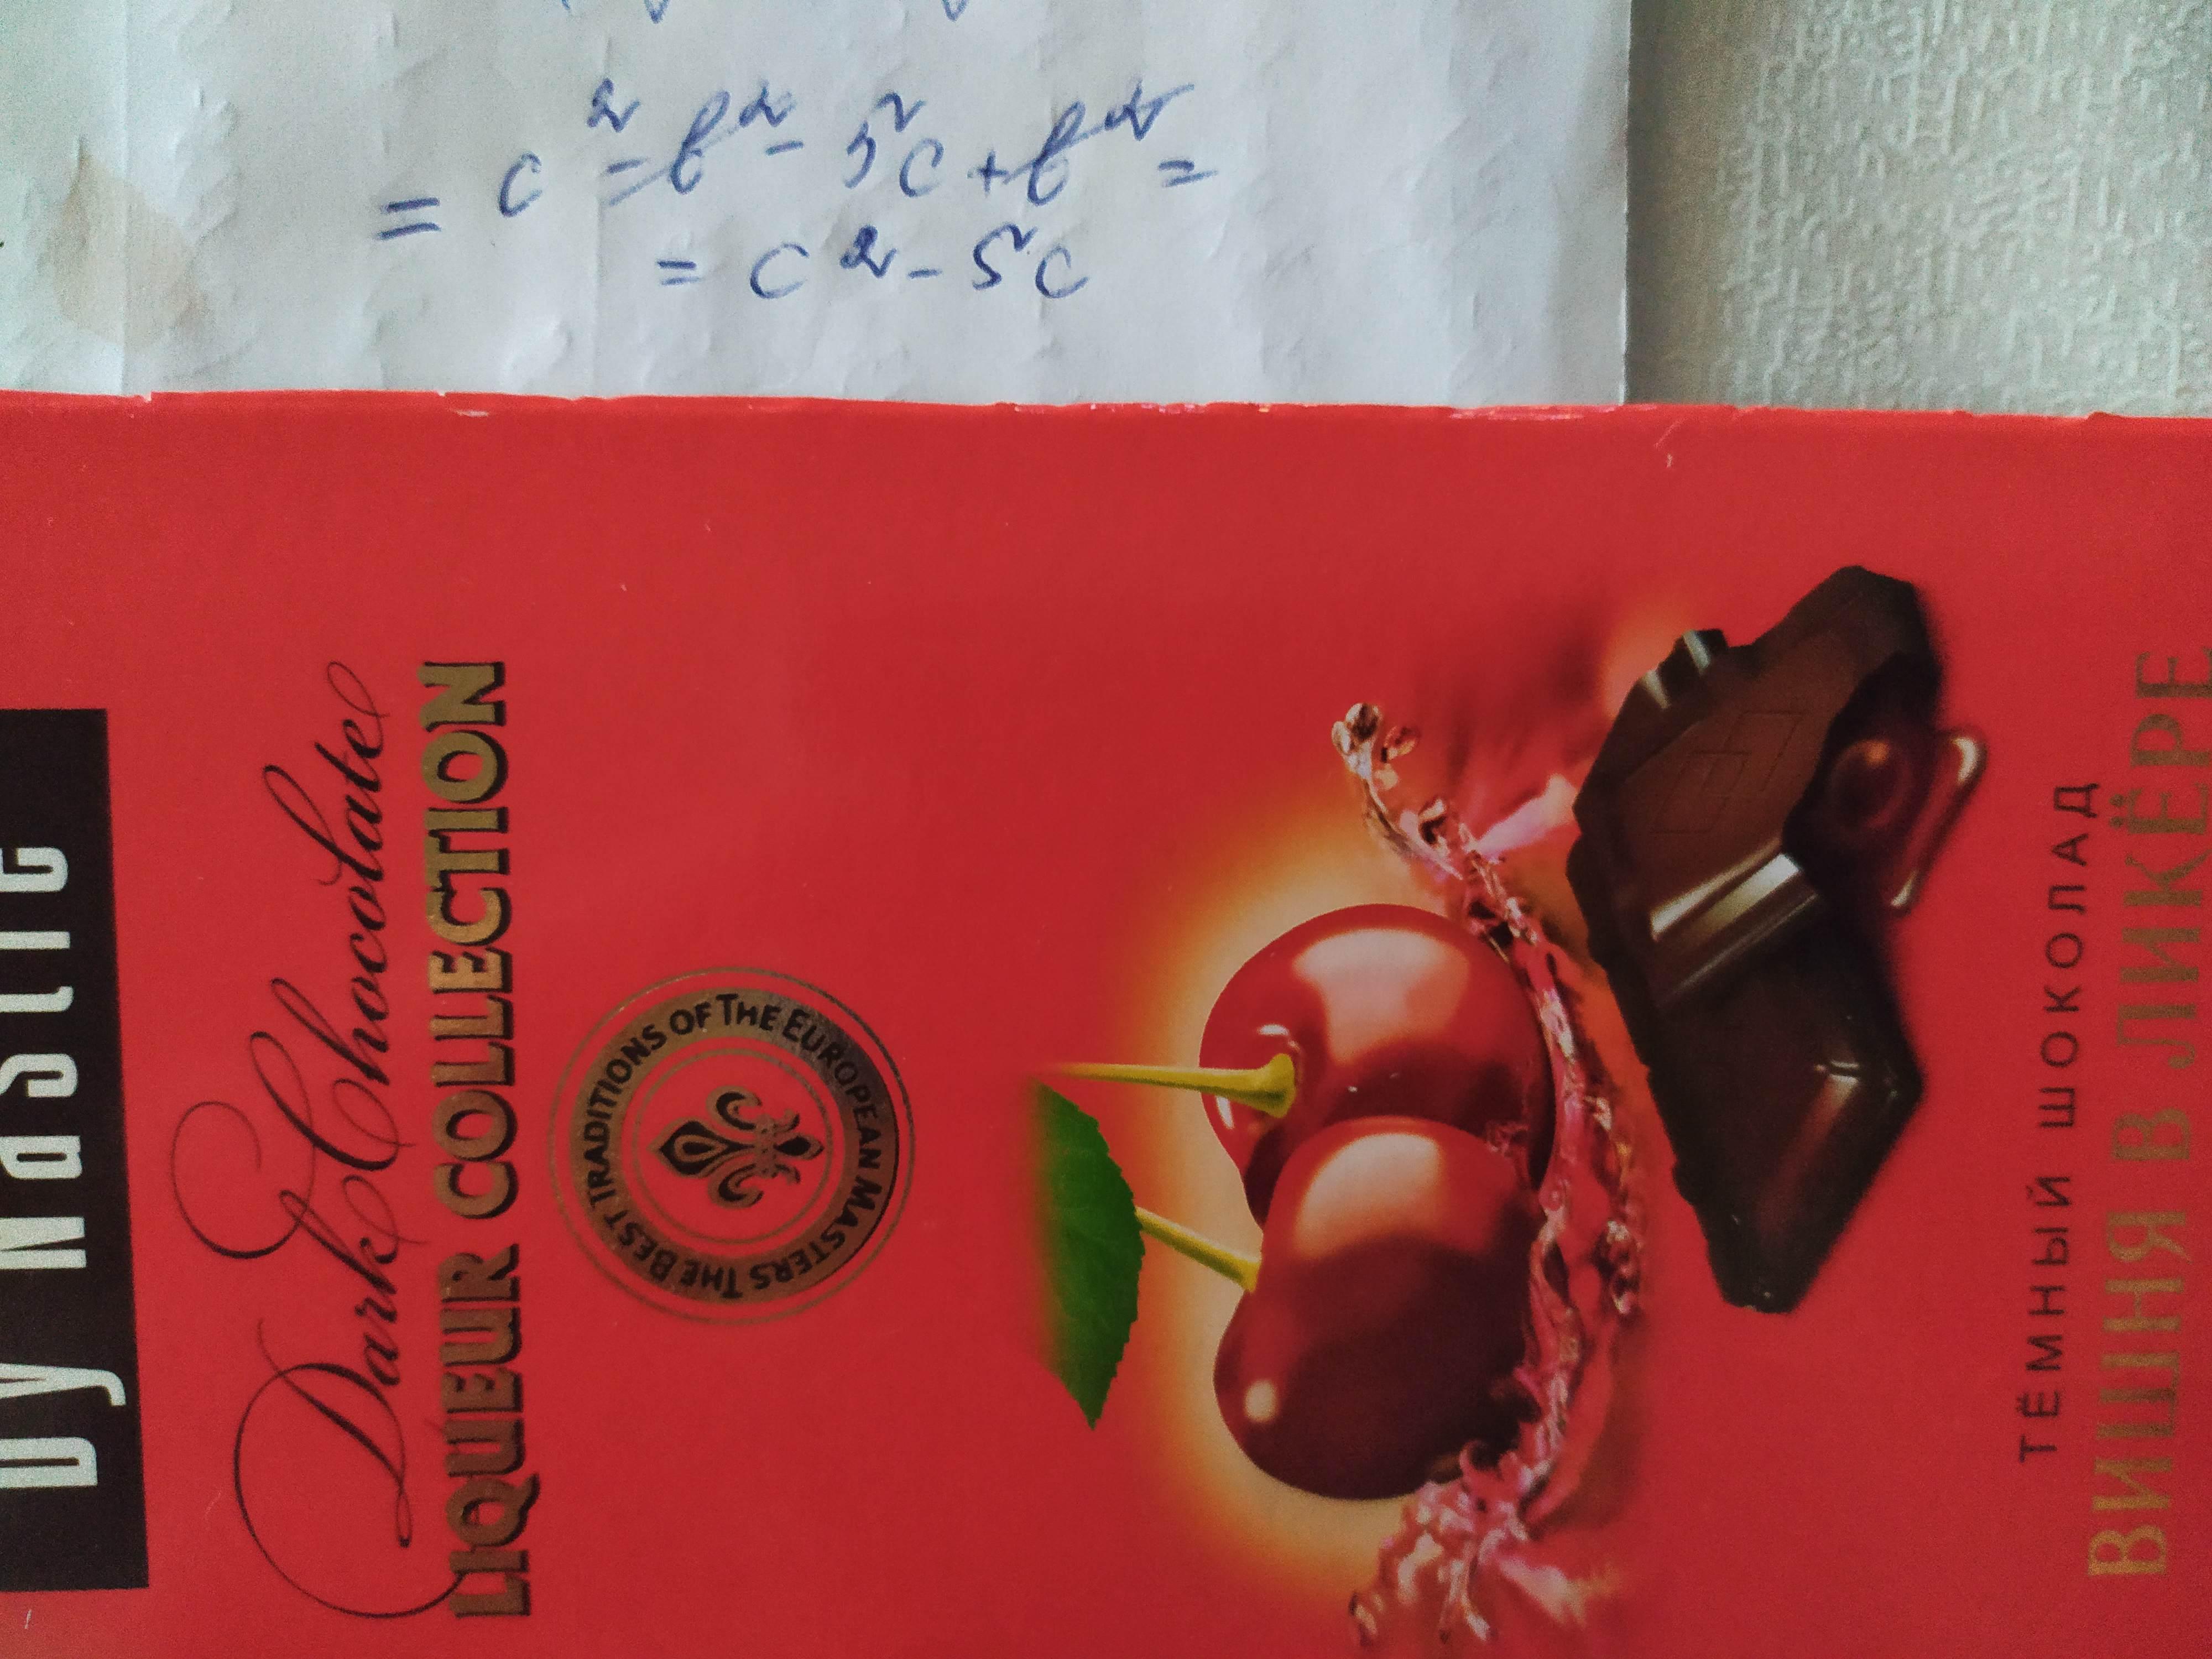 = c² - b² - 5c + b² =
= c² - 5c
Dark Chocolate
LIQUEUR COLLECTION
THE BEST TRADITIONS OF THE EUROPEAN MASTERS
ТЁМНЫЙ ШОКОЛАД
ВИШНЯ В ЛИКЁРЕ